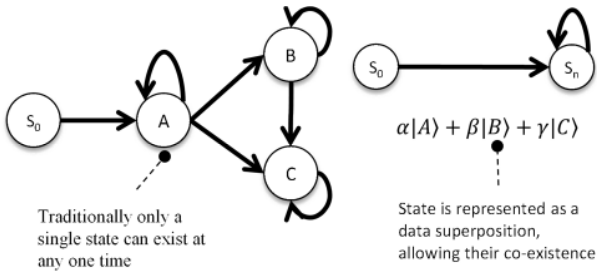 S0
A
B
C
Traditionally only a
single state can exist at
any one time
S0
Sn
α|A⟩ + β|B⟩ + γ|C⟩
State is represented as a
data superposition,
allowing their co-existence